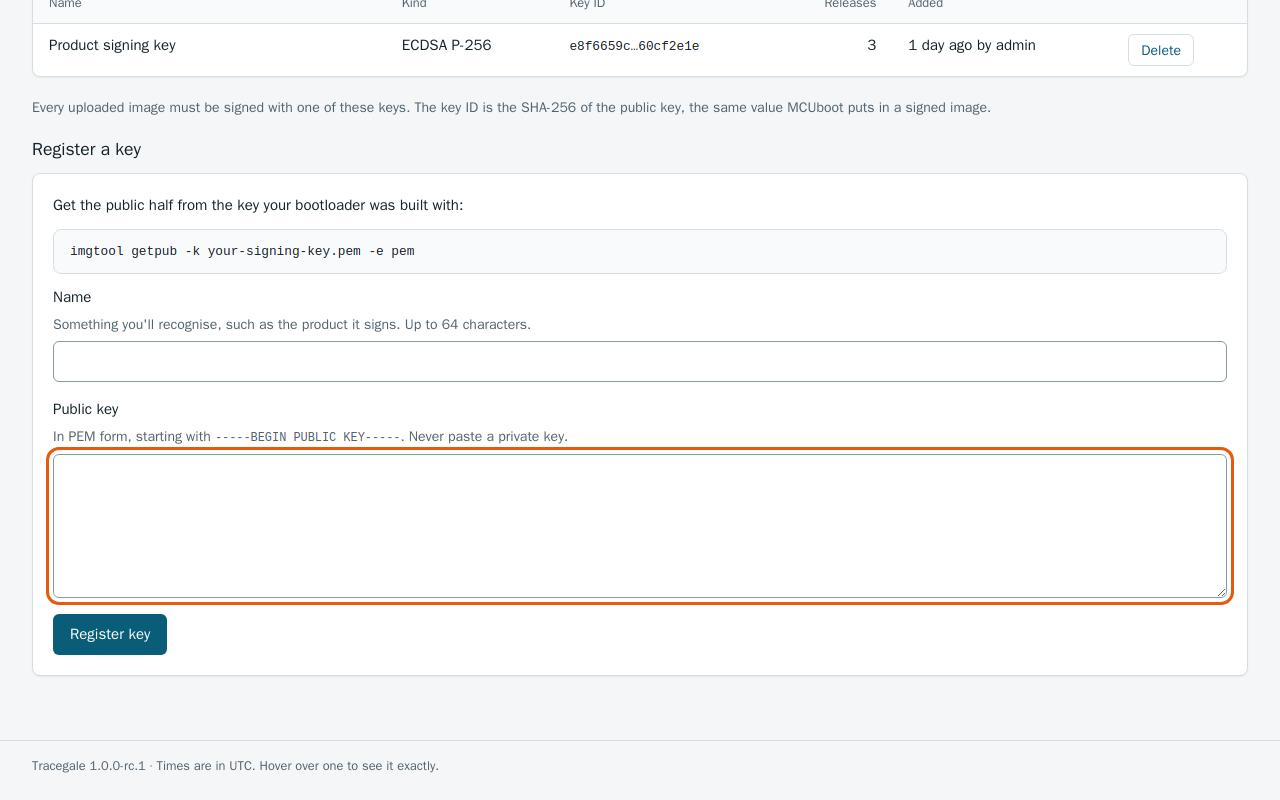 Name Kind Key ID Releases Added
Product signing key ECDSA P-256 e8f6659c…60cf2e1e 3 1 day ago by admin Delete
Every uploaded image must be signed with one of these keys. The key ID is the SHA-256 of the public key, the same value MCUboot puts in a signed image.
Register a key
Get the public half from the key your bootloader was built with:
imgtool getpub -k your-signing-key.pem -e pem
Name
Something you'll recognise, such as the product it signs. Up to 64 characters.
Public key
In PEM form, starting with -----BEGIN PUBLIC KEY-----. Never paste a private key.
Register key
Tracegale 1.0.0-rc.1 · Times are in UTC. Hover over one to see it exactly.